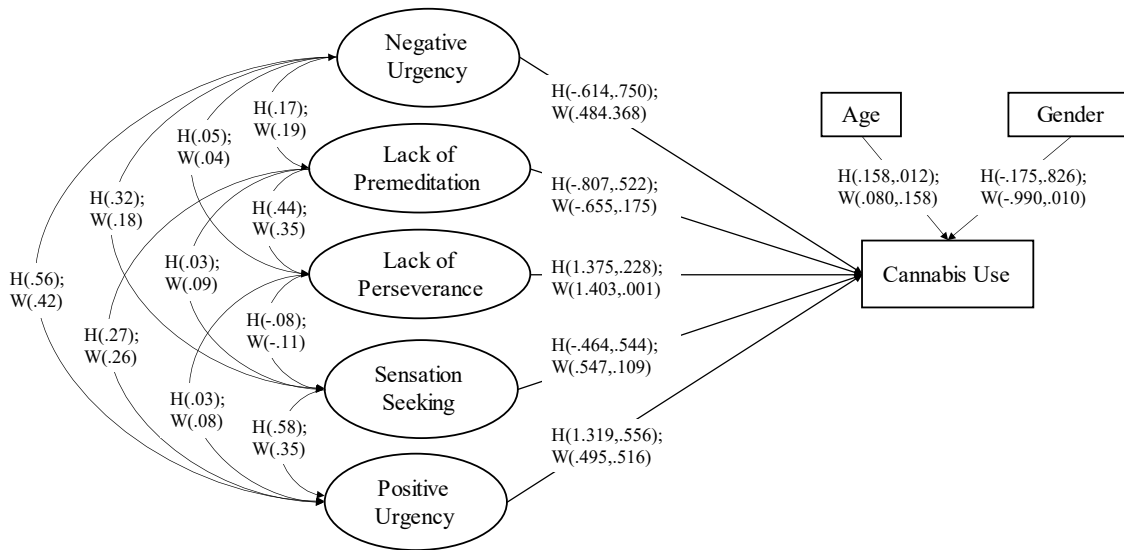 Negative
Urgency
H(-.614,.750);
W(.484.368)
Age
Gender
H(.17);
W(.19)
H(.05);
W(.04)
Lack of
Premeditation
H(-.807,.522);
W(-.655,.175)
H(.158,.012);
W(.080,.158)
H(-.175,.826);
W(-.990,.010)
H(.32);
W(.18)
H(.44);
W(.35)
H(.56);
W(.42)
H(.03);
W(.09)
Lack of
Perseverance
H(1.375,.228);
W(1.403,.001)
Cannabis Use
H(.27);
W(.26)
H(-.08);
W(-.11)
Sensation
Seeking
H(-.464,.544);
W(.547,.109)
H(.03);
W(.08)
H(.58);
W(.35)
H(1.319,.556);
W(.495,.516)
Positive
Urgency